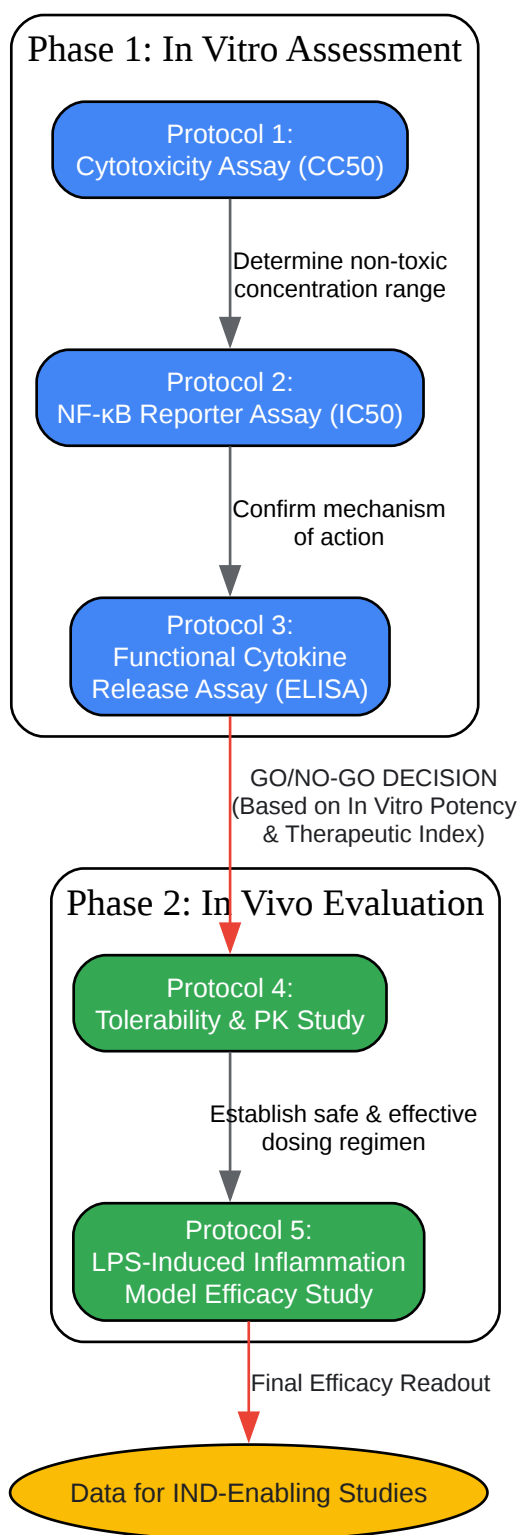 Phase 1: In Vitro Assessment
Protocol 1:
Cytotoxicity Assay (CC50)
Determine non-toxic
concentration range
Protocol 2:
NF-κB Reporter Assay (IC50)
Confirm mechanism
of action
Protocol 3:
Functional Cytokine
Release Assay (ELISA)
GO/NO-GO DECISION
(Based on In Vitro Potency
& Therapeutic Index)
Phase 2: In Vivo Evaluation
Protocol 4:
Tolerability & PK Study
Establish safe & effective
dosing regimen
Protocol 5:
LPS-Induced Inflammation
Model Efficacy Study
Final Efficacy Readout
Data for IND-Enabling Studies